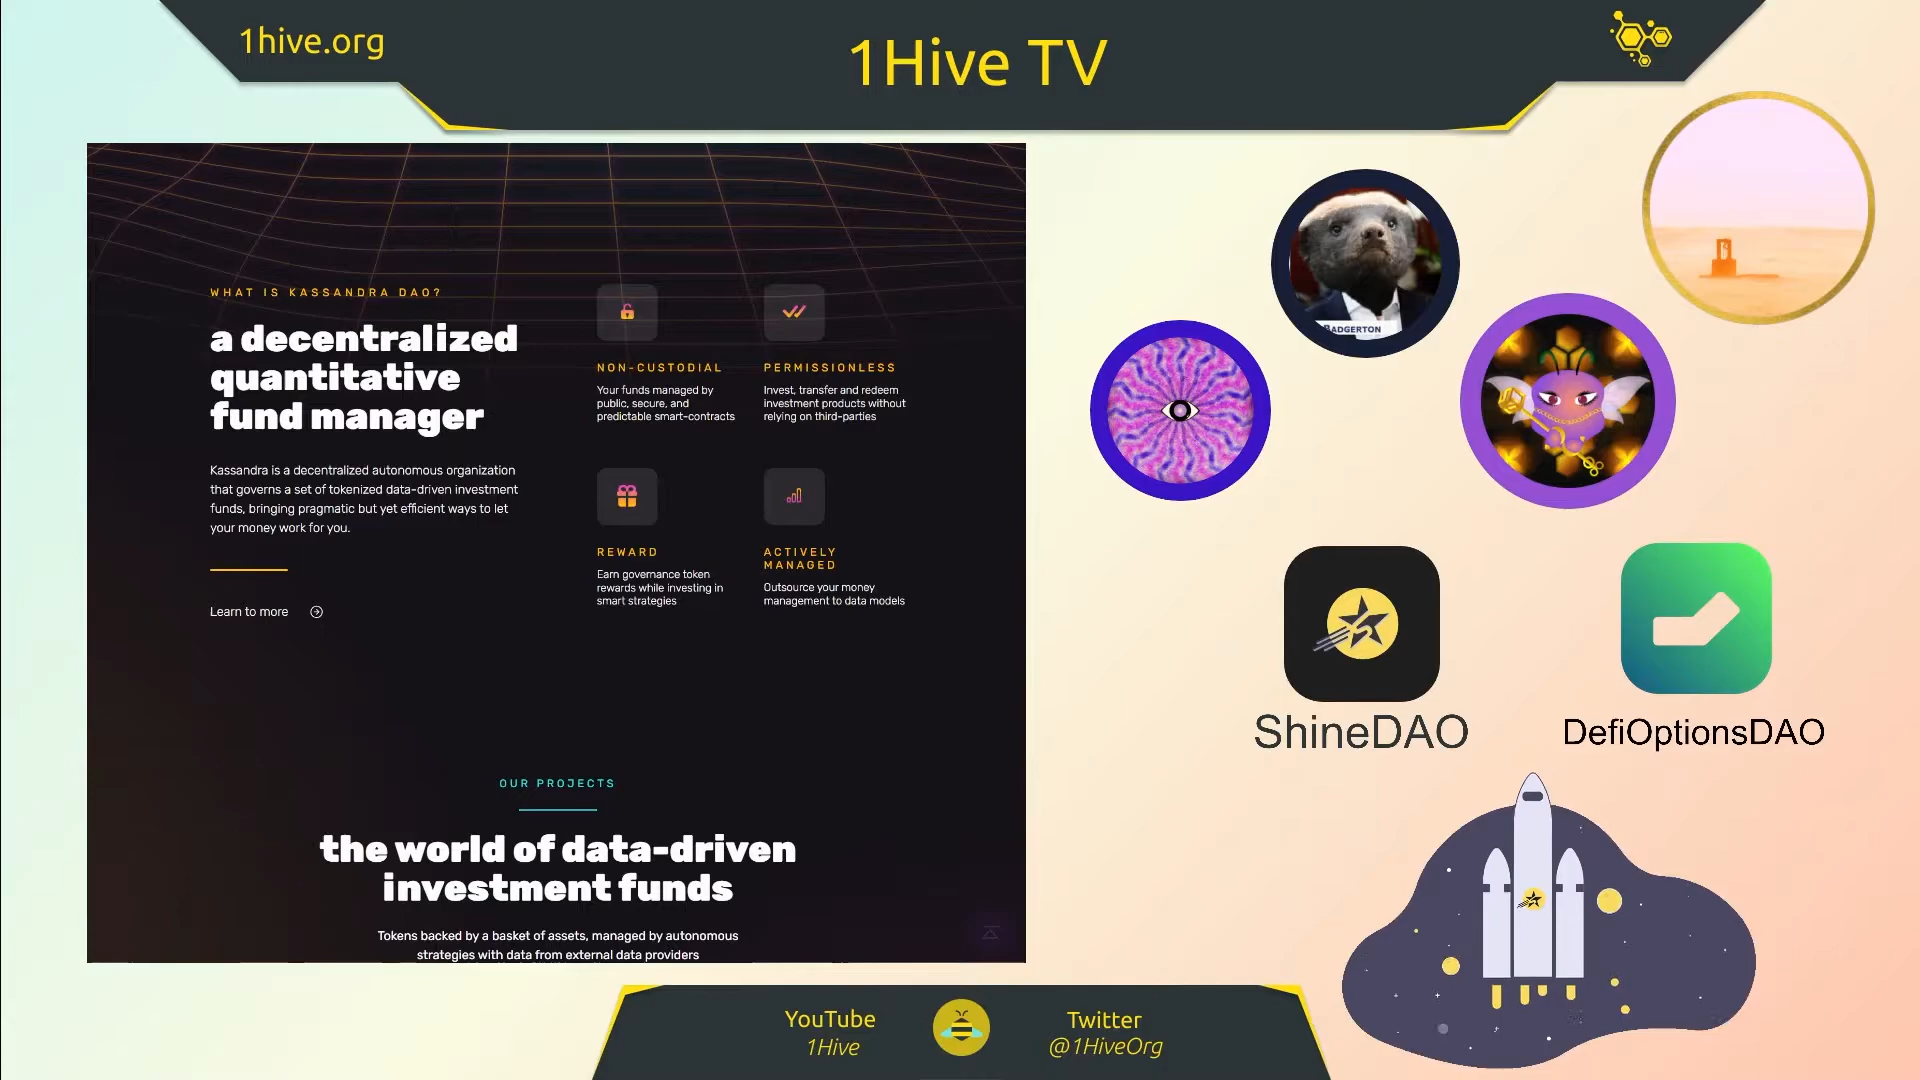 1hive.org
1Hive TV
WHAT IS KASSANDRA DAO?
a decentralized
quantitative
fund manager
Kassandra is a decentralized autonomous organization
that governs a set of tokenized data-driven investment
funds, bringing pragmatic but yet efficient ways to let
your money work for you.
Learn to more
NON-CUSTODIAL
Your funds managed by
public, secure, and
predictable smart-contracts
PERMISSIONLESS
Invest, transfer and redeem
investment products without
relying on third-parties
REWARD
Earn governance token
rewards while investing in
smart strategies
ACTIVELY
MANAGED
Outsource your money
management to data models
OUR PROJECTS
the world of data-driven
investment funds
Tokens backed by a basket of assets, managed by autonomous
strategies with data from external data providers
BADGERTON
ShineDAO
DefiOptionsDAO
YouTube
1Hive
Twitter
@1HiveOrg